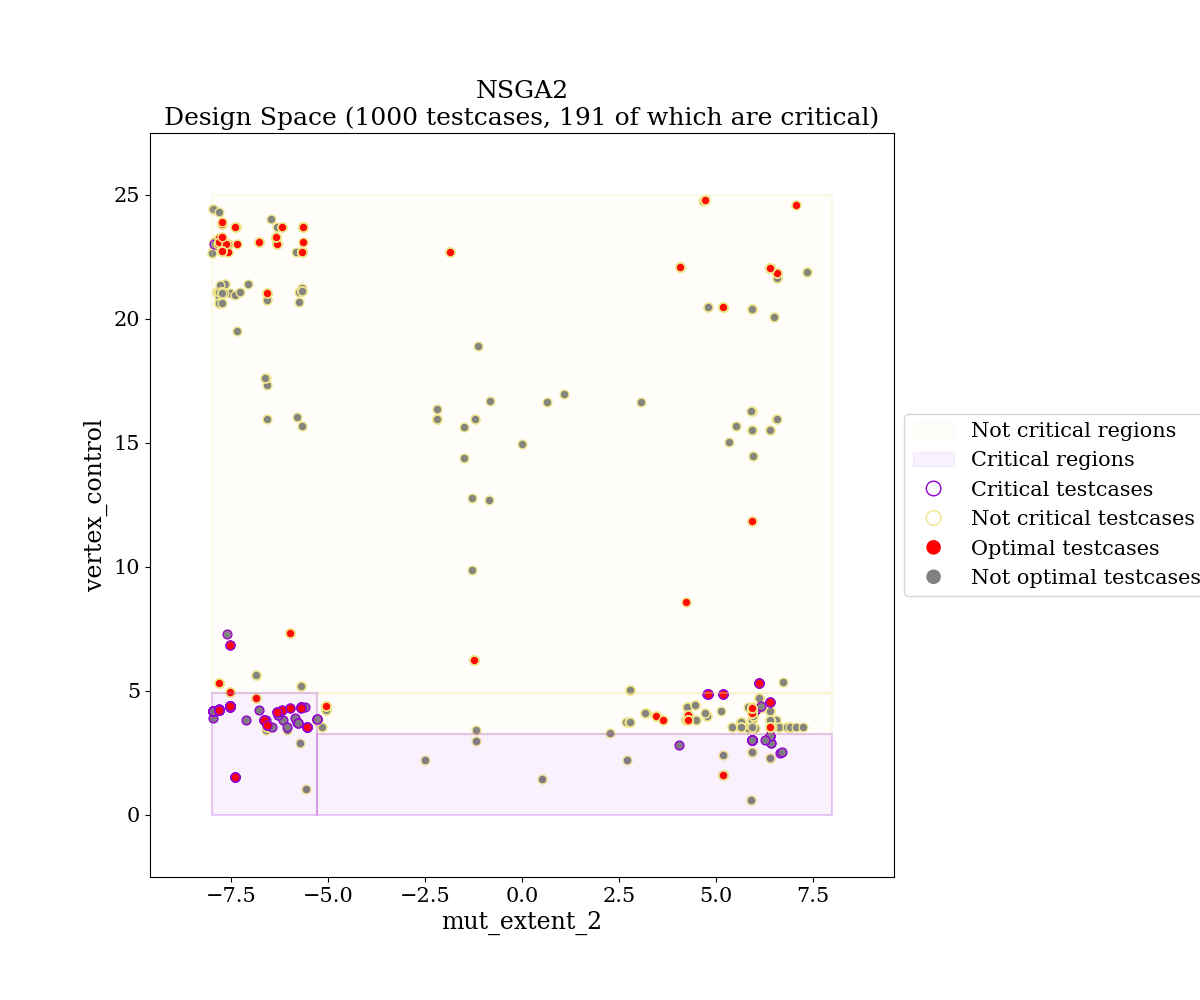 NSGA2
Design Space (1000 testcases, 191 of which are critical)
25
20
15
10
5
0
vertex_control
−7.5
−5.0
−2.5
0.0
2.5
5.0
7.5
mut_extent_2
Not critical regions
Critical regions
Critical testcases
Not critical testcases
Optimal testcases
Not optimal testcases